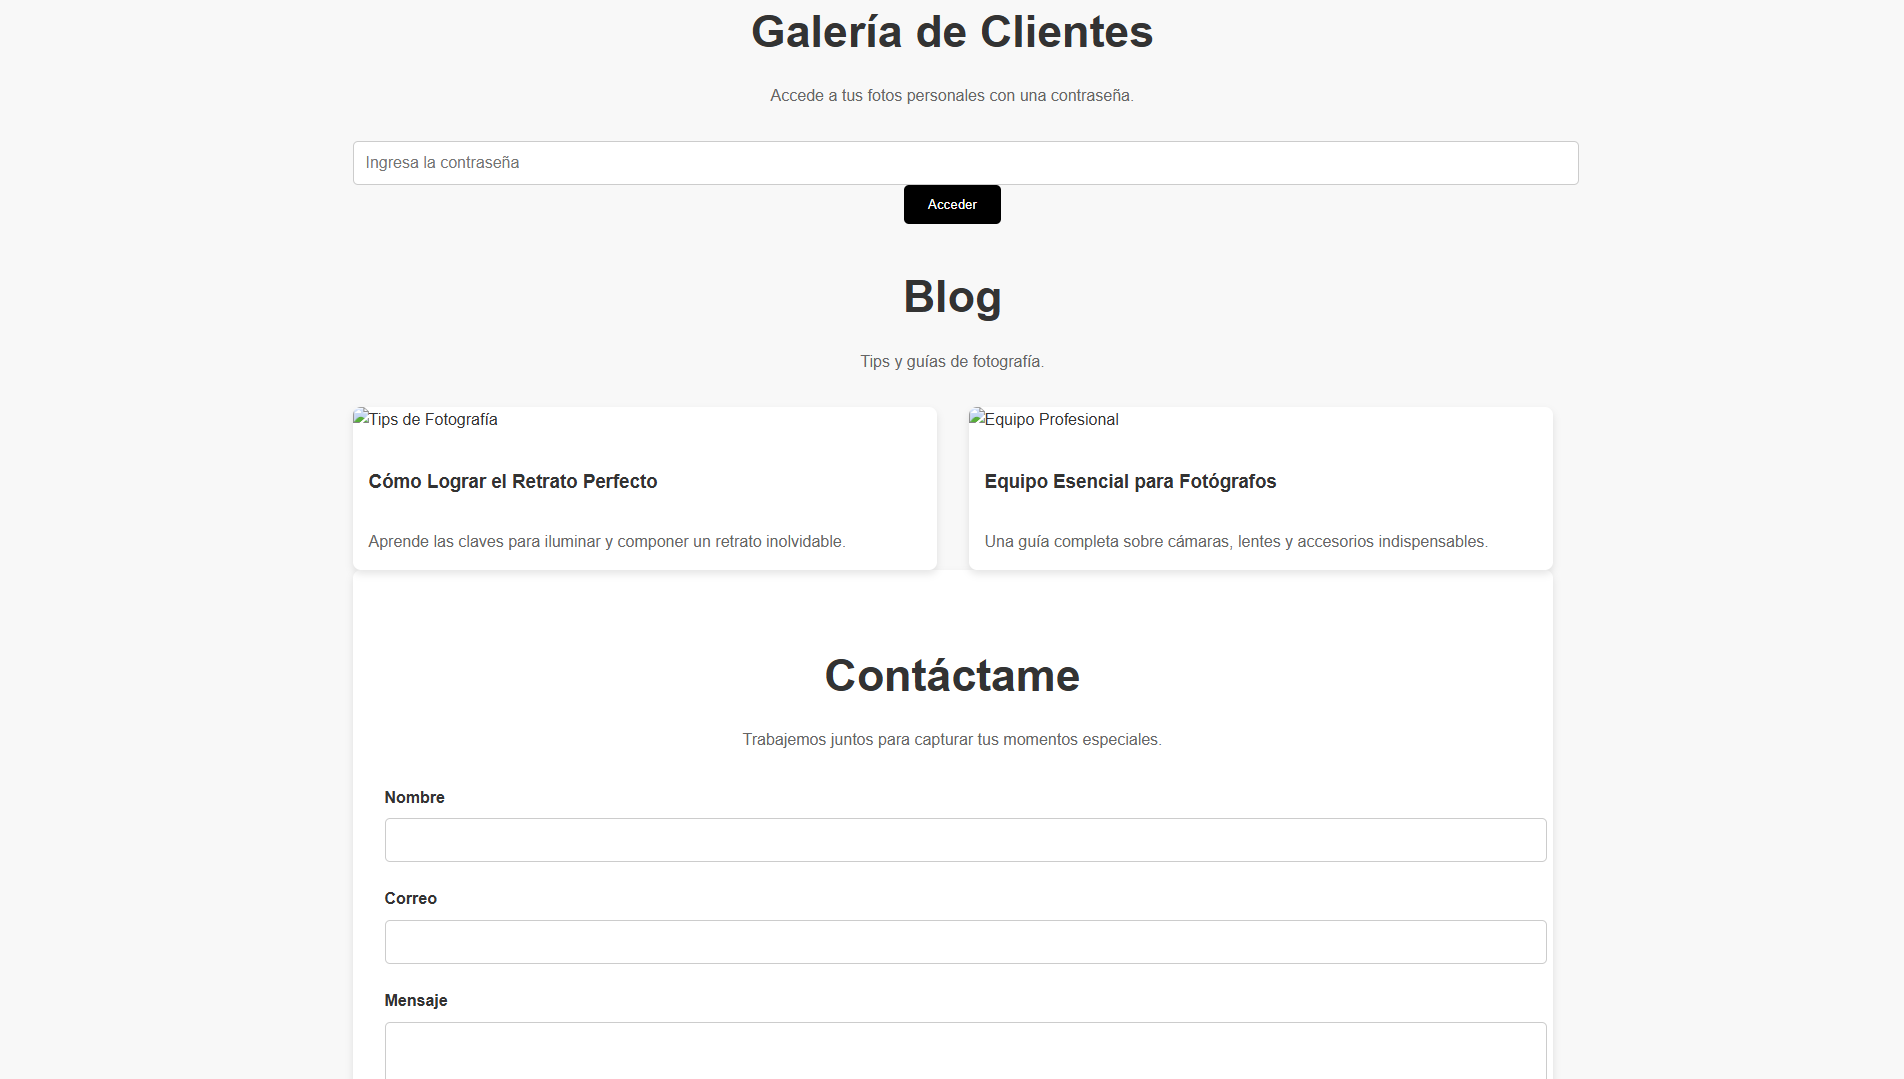 Galería de Clientes
Accede a tus fotos personales con una contraseña.
Ingresa la contraseña
Acceder
Blog
Tips y guías de fotografía.
Tips de Fotografía
Cómo Lograr el Retrato Perfecto
Aprende las claves para iluminar y componer un retrato inolvidable.
Equipo Profesional
Equipo Esencial para Fotógrafos
Una guía completa sobre cámaras, lentes y accesorios indispensables.
Contáctame
Trabajemos juntos para capturar tus momentos especiales.
Nombre
Correo
Mensaje